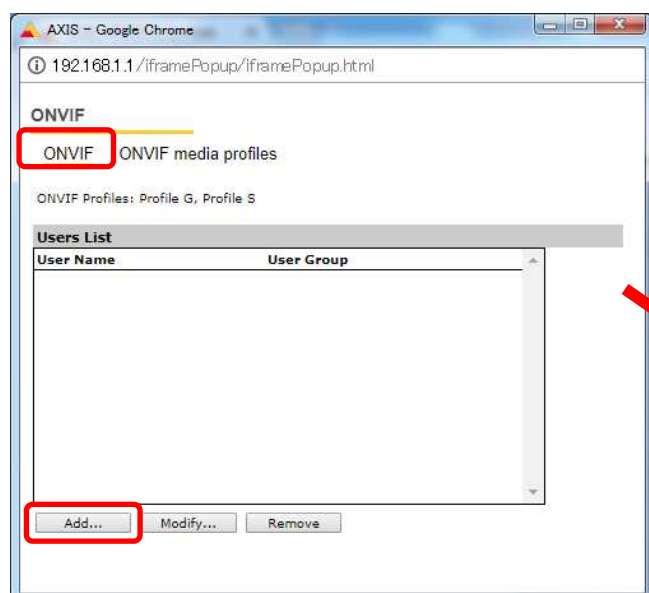 AXIS - Google Chrome
192.168.1.1/iframePopup/iframePopup.html
ONVIF
ONVIF ONVIF media profiles
ONVIF Profiles: Profile G, Profile S
Users List
User Name User Group
Add... Modify... Remove